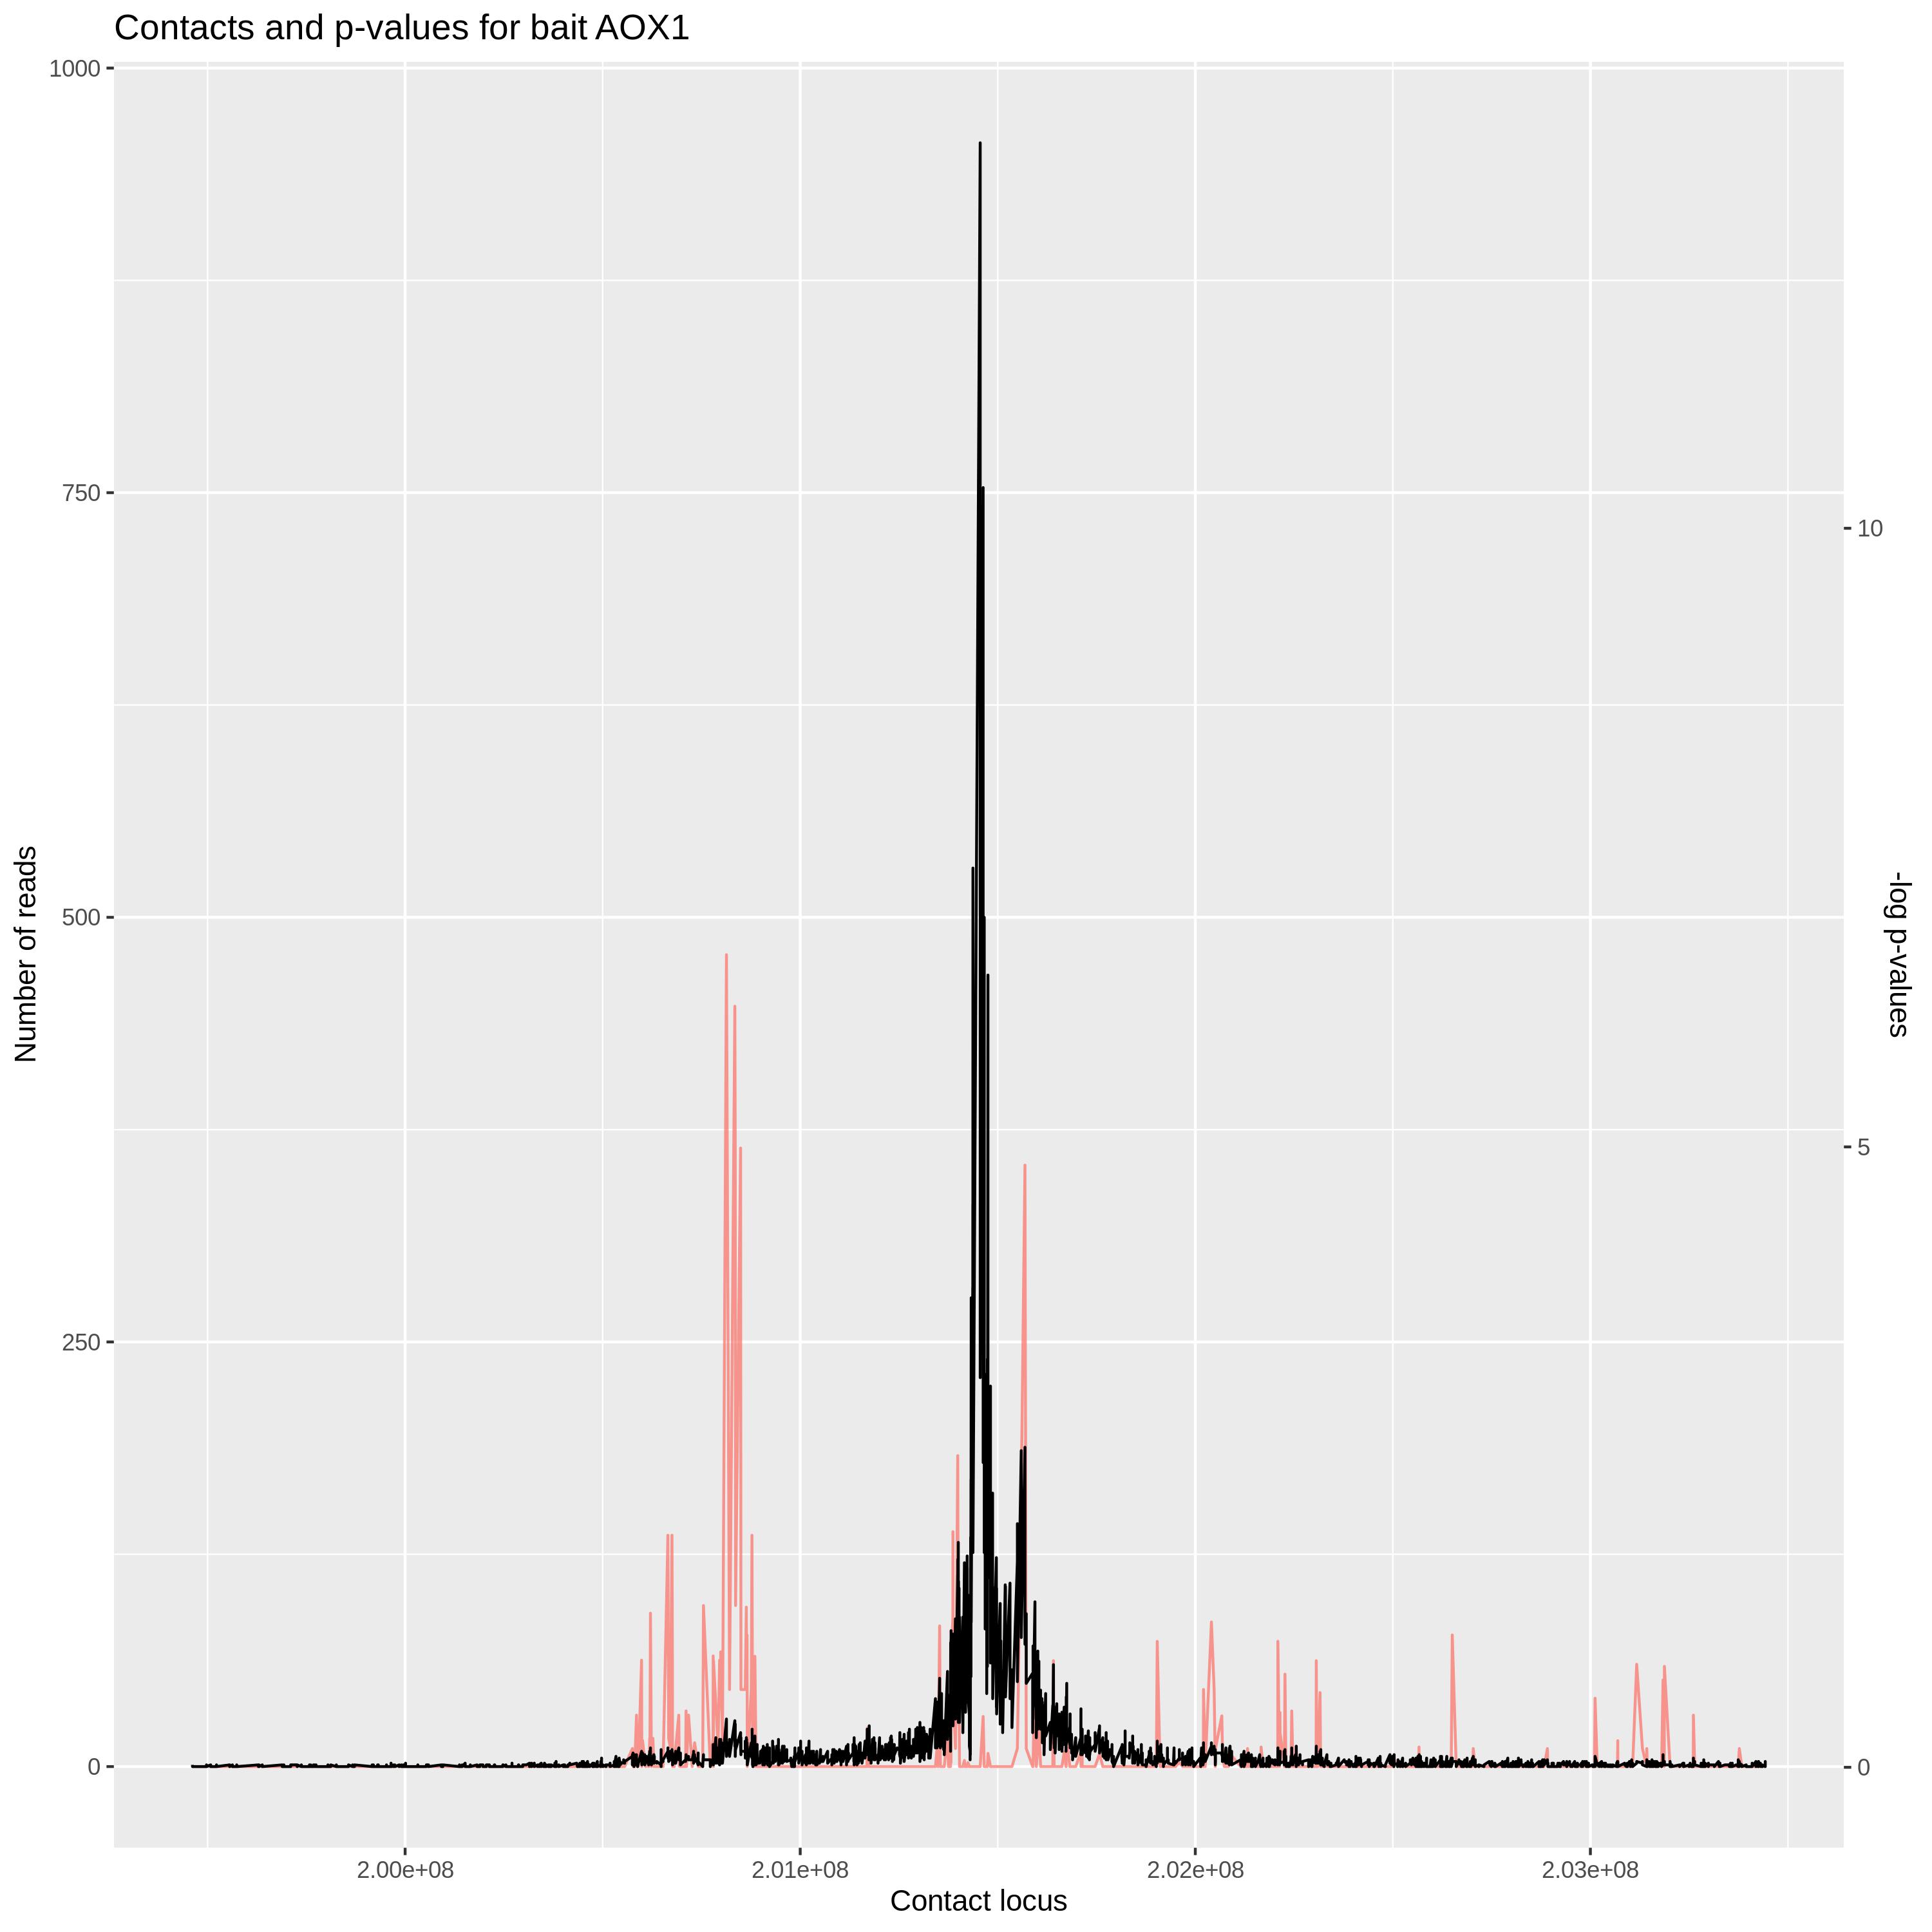 Contacts and p-values for bait AOX1
1000
750
500
250
0
Number of reads
10
5
0
-log p-values
2.00e+08
2.01e+08
2.02e+08
2.03e+08
Contact locus